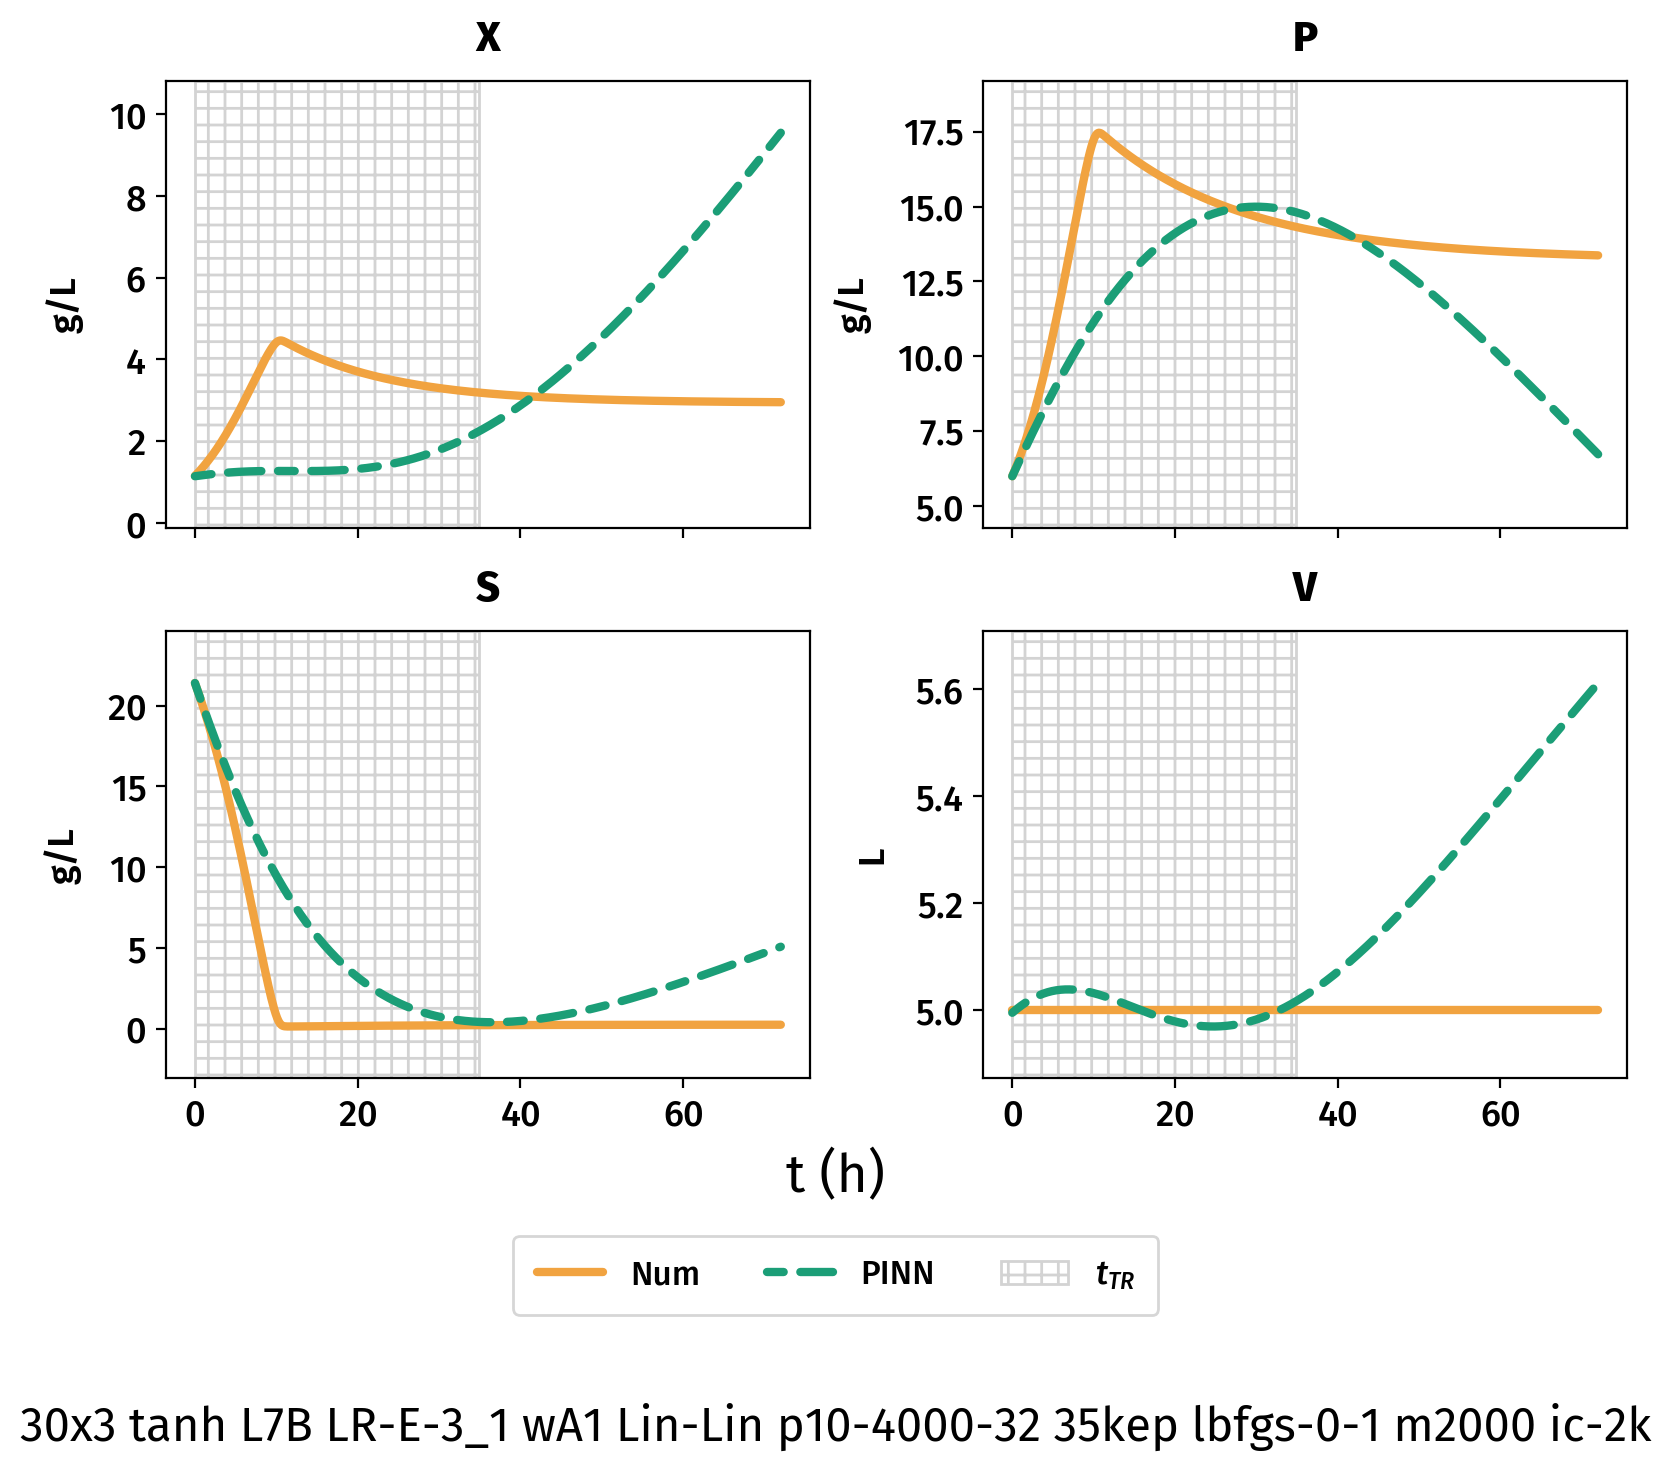 X
P
10
8
6
4
2
0
g/L
17.5
15.0
12.5
10.0
7.5
5.0
g/L
S
V
20
15
10
5
0
g/L
5.6
5.4
5.2
5.0
L
0 20 40 60
0 20 40 60
t (h)
Num PINN tTR
30x3 tanh L7B LR-E-3_1 wA1 Lin-Lin p10-4000-32 35kep lbfgs-0-1 m2000 ic-2k